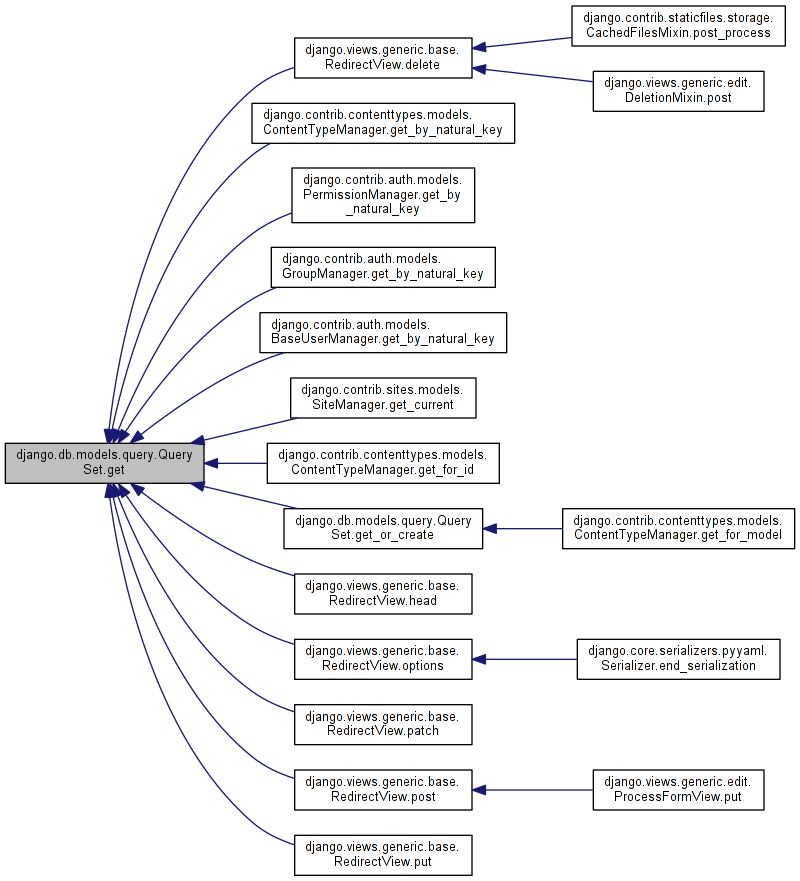 django.contrib.staticfiles.storage.
CachedFilesMixin.post_process
django.views.generic.base.
RedirectView.delete
django.views.generic.edit.
DeletionMixin.post
django.contrib.contenttypes.models.
ContentTypeManager.get_by_natural_key
django.contrib.auth.models.
PermissionManager.get_by
_natural_key
django.contrib.auth.models.
GroupManager.get_by_natural_key
django.contrib.auth.models.
BaseUserManager.get_by_natural_key
django.contrib.sites.models.
SiteManager.get_current
django.db.models.query.Query
Set.get
django.contrib.contenttypes.models.
ContentTypeManager.get_for_id
django.db.models.query.Query
Set.get_or_create
django.contrib.contenttypes.models.
ContentTypeManager.get_for_model
django.views.generic.base.
RedirectView.head
django.views.generic.base.
RedirectView.options
django.core.serializers.pyyaml.
Serializer.end_serialization
django.views.generic.base.
RedirectView.patch
django.views.generic.base.
RedirectView.post
django.views.generic.edit.
ProcessFormView.put
django.views.generic.base.
RedirectView.put